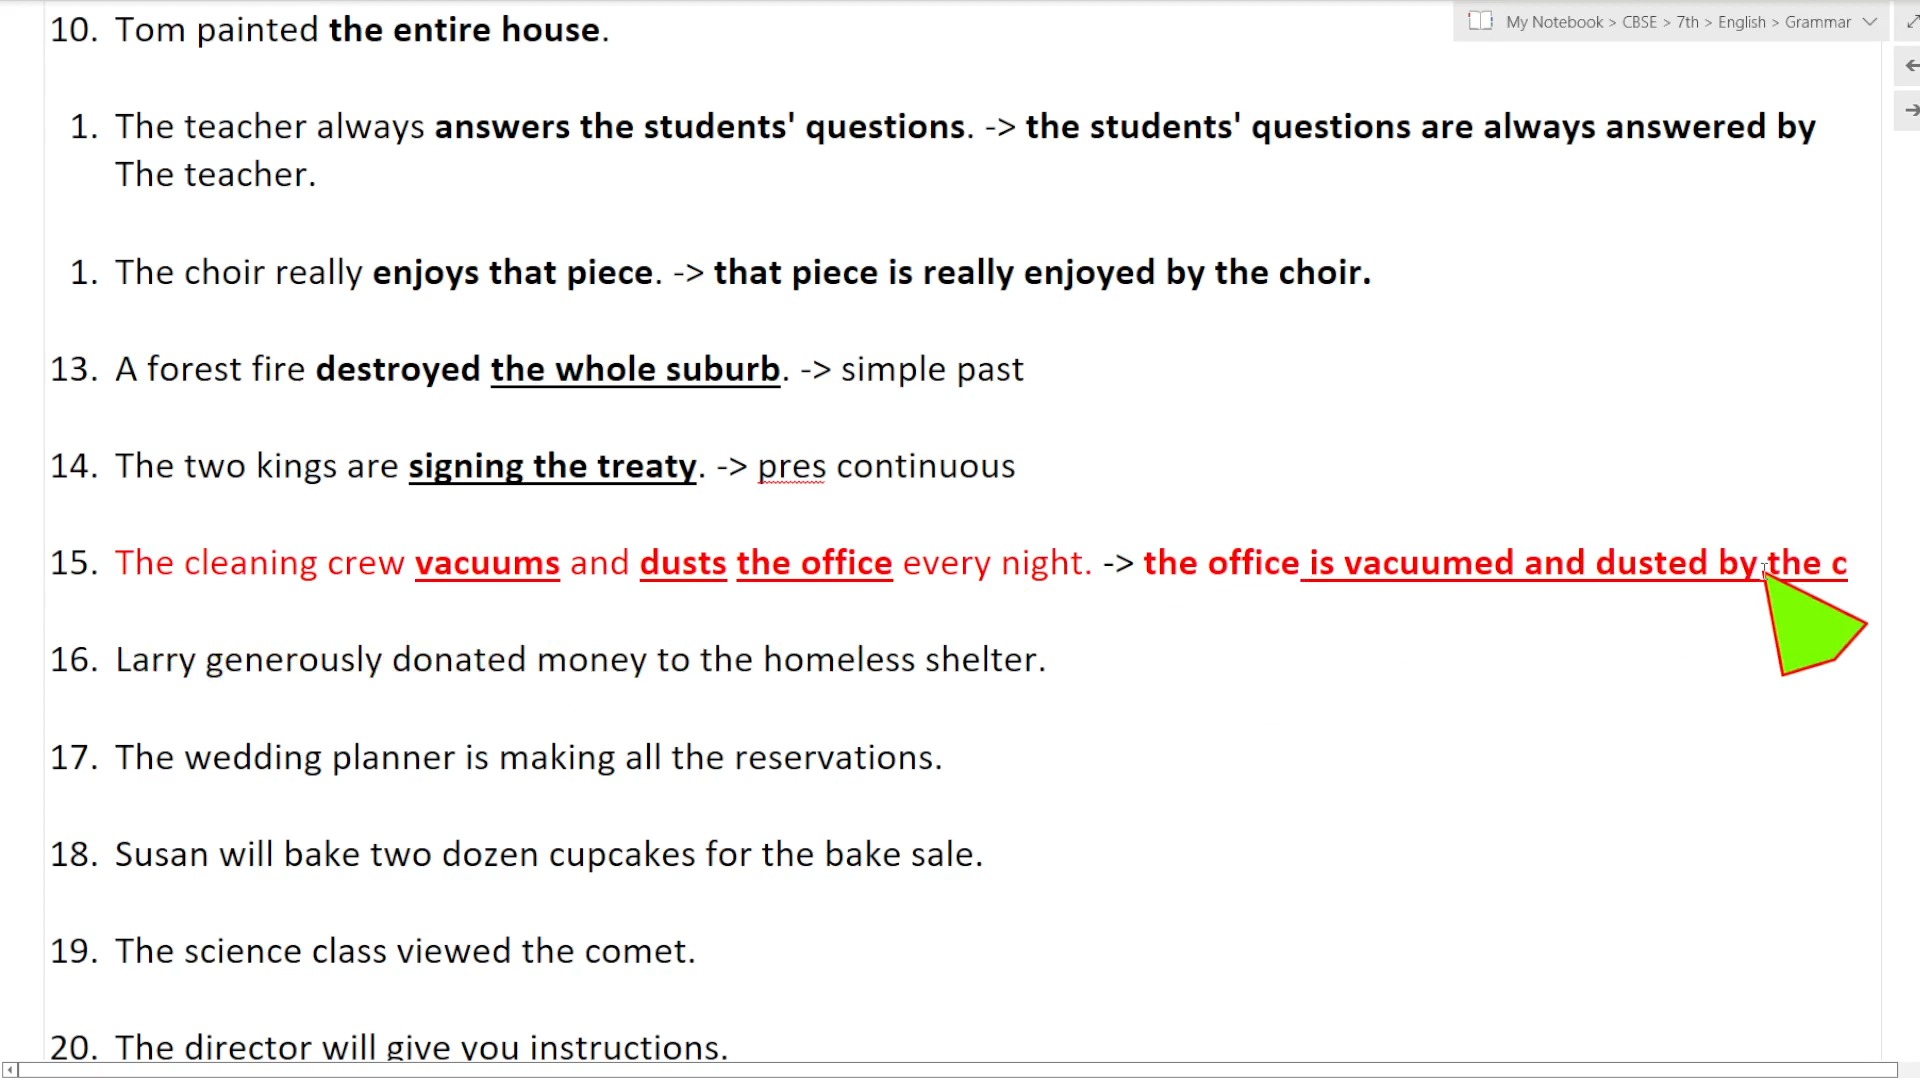 My Notebook > CBSE > 7th > English > Grammar
10. Tom painted the entire house.
1. The teacher always answers the students' questions. -> the students' questions are always answered by
The teacher.
1. The choir really enjoys that piece. -> that piece is really enjoyed by the choir.
13. A forest fire destroyed the whole suburb. -> simple past
14. The two kings are signing the treaty. -> pres continuous
15. The cleaning crew vacuums and dusts the office every night. -> the office is vacuumed and dusted by the c
16. Larry generously donated money to the homeless shelter.
17. The wedding planner is making all the reservations.
18. Susan will bake two dozen cupcakes for the bake sale.
19. The science class viewed the comet.
20. The director will give you instructions.